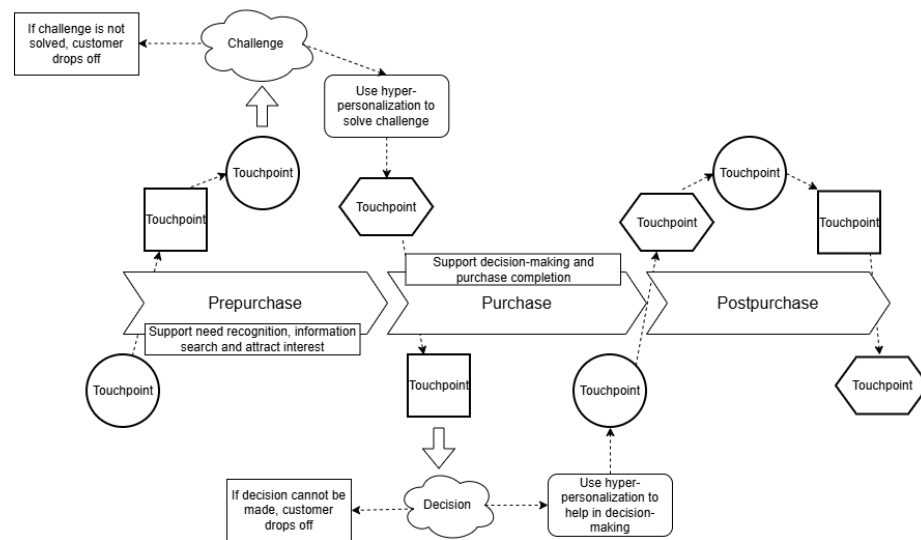 If challenge is not
solved, customer
drops off
Challenge
Use hyper-
personalization to
solve challenge
Touchpoint
Touchpoint
Touchpoint
Touchpoint
Touchpoint
Touchpoint
Support decision-making and
purchase completion
Prepurchase
Purchase
Postpurchase
Support need recognition, information
search and attract interest
Touchpoint
Touchpoint
Touchpoint
Touchpoint
If decision cannot be
made, customer
drops off
Decision
Use hyper-
personalization to
help in decision-
making